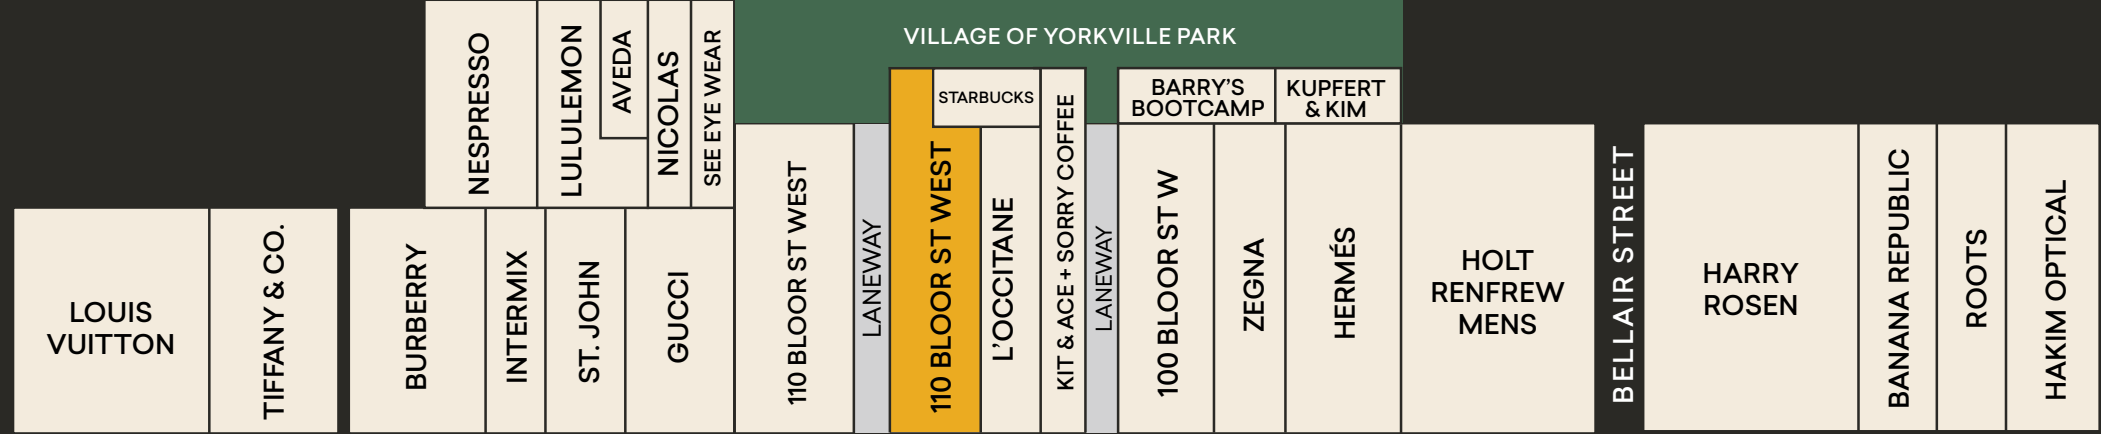 NESPRESSO
LULULEMON
AVEDA
NICOLAS
SEE EYE WEAR
VILLAGE OF YORKVILLE PARK
STARBUCKS
BARRY’S
BOOTCAMP
KUPFERT
& KIM
LOUIS
VUITTON
TIFFANY & CO.
BURBERRY
INTERMIX
ST. JOHN
GUCCI
110 BLOOR ST WEST
LANEWAY
110 BLOOR ST WEST
L’OCCITANE
KIT & ACE + SORRY COFFEE
LANEWAY
100 BLOOR ST W
ZEGNA
HERMÉS
HOLT
RENFREW
MENS
BELLAIR STREET
HARRY
ROSEN
BANANA REPUBLIC
ROOTS
HAKIM OPTICAL